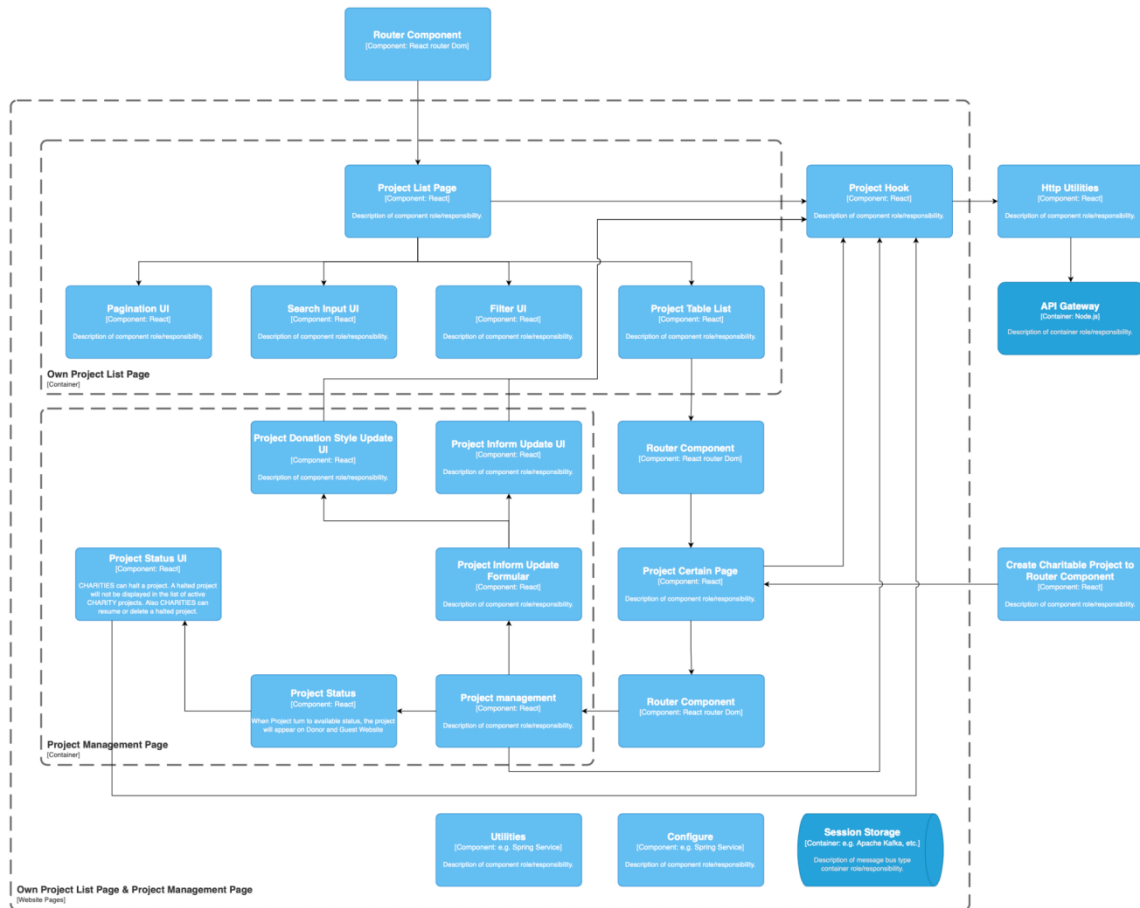 Router Component
[Component: React router Dom]
Project List Page
[Component: React]
Description of component role/responsibility.
Project Hook
[Component: React]
Description of component role/responsibility.
Http Utilities
[Component: React]
Description of component role/responsibility.
Pagination UI
[Component: React]
Description of component role/responsibility.
Search Input UI
[Component: React]
Description of component role/responsibility.
Filter UI
[Component: React]
Description of component role/responsibility.
Project Table List
[Component: React]
Description of component role/responsibility.
API Gateway
[Container: Node.js]
Description of container role/responsibility.
Own Project List Page
[Container]
Project Donation Style Update
UI
[Component: React]
Description of component role/responsibility.
Project Inform Update UI
[Component: React]
Description of component role/responsibility.
Router Component
[Component: React router Dom]
Project Status UI
[Component: React]
CHARITIES can halt a project. A halted project
will not be displayed in the list of active
CHARITY projects. Also CHARITIES can
resume or delete a halted project.
Project Inform Update
Formular
[Component: React]
Description of component role/responsibility.
Project Certain Page
[Component: React]
Description of component role/responsibility.
Create Charitable Project to
Router Component
[Component: React]
Description of component role/responsibility.
Project Status
[Component: React]
When Project turn to available status, the project
will appear on Donor and Guest Website
Project management
[Component: React]
Description of component role/responsibility.
Router Component
[Component: React router Dom]
Project Management Page
[Container]
Utilities
[Component: e.g. Spring Service]
Description of component role/responsibility.
Configure
[Component: e.g. Spring Service]
Description of component role/responsibility.
Session Storage
[Container: e.g. Apache Kafka, etc.]
Description of message bus type
container role/responsibility.
Own Project List Page & Project Management Page
[Website Pages]